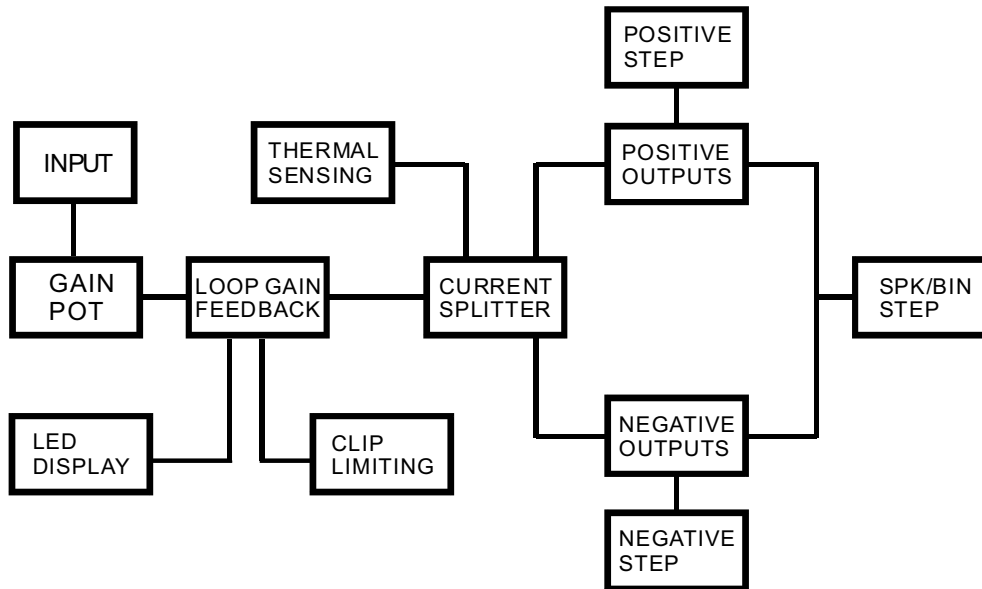 POSITIVE
STEP
INPUT
THERMAL
SENSING
POSITIVE
OUTPUTS
GAIN
POT
LOOP GAIN
FEEDBACK
CURRENT
SPLITTER
SPK/BIN
STEP
LED
DISPLAY
CLIP
LIMITING
NEGATIVE
OUTPUTS
NEGATIVE
STEP